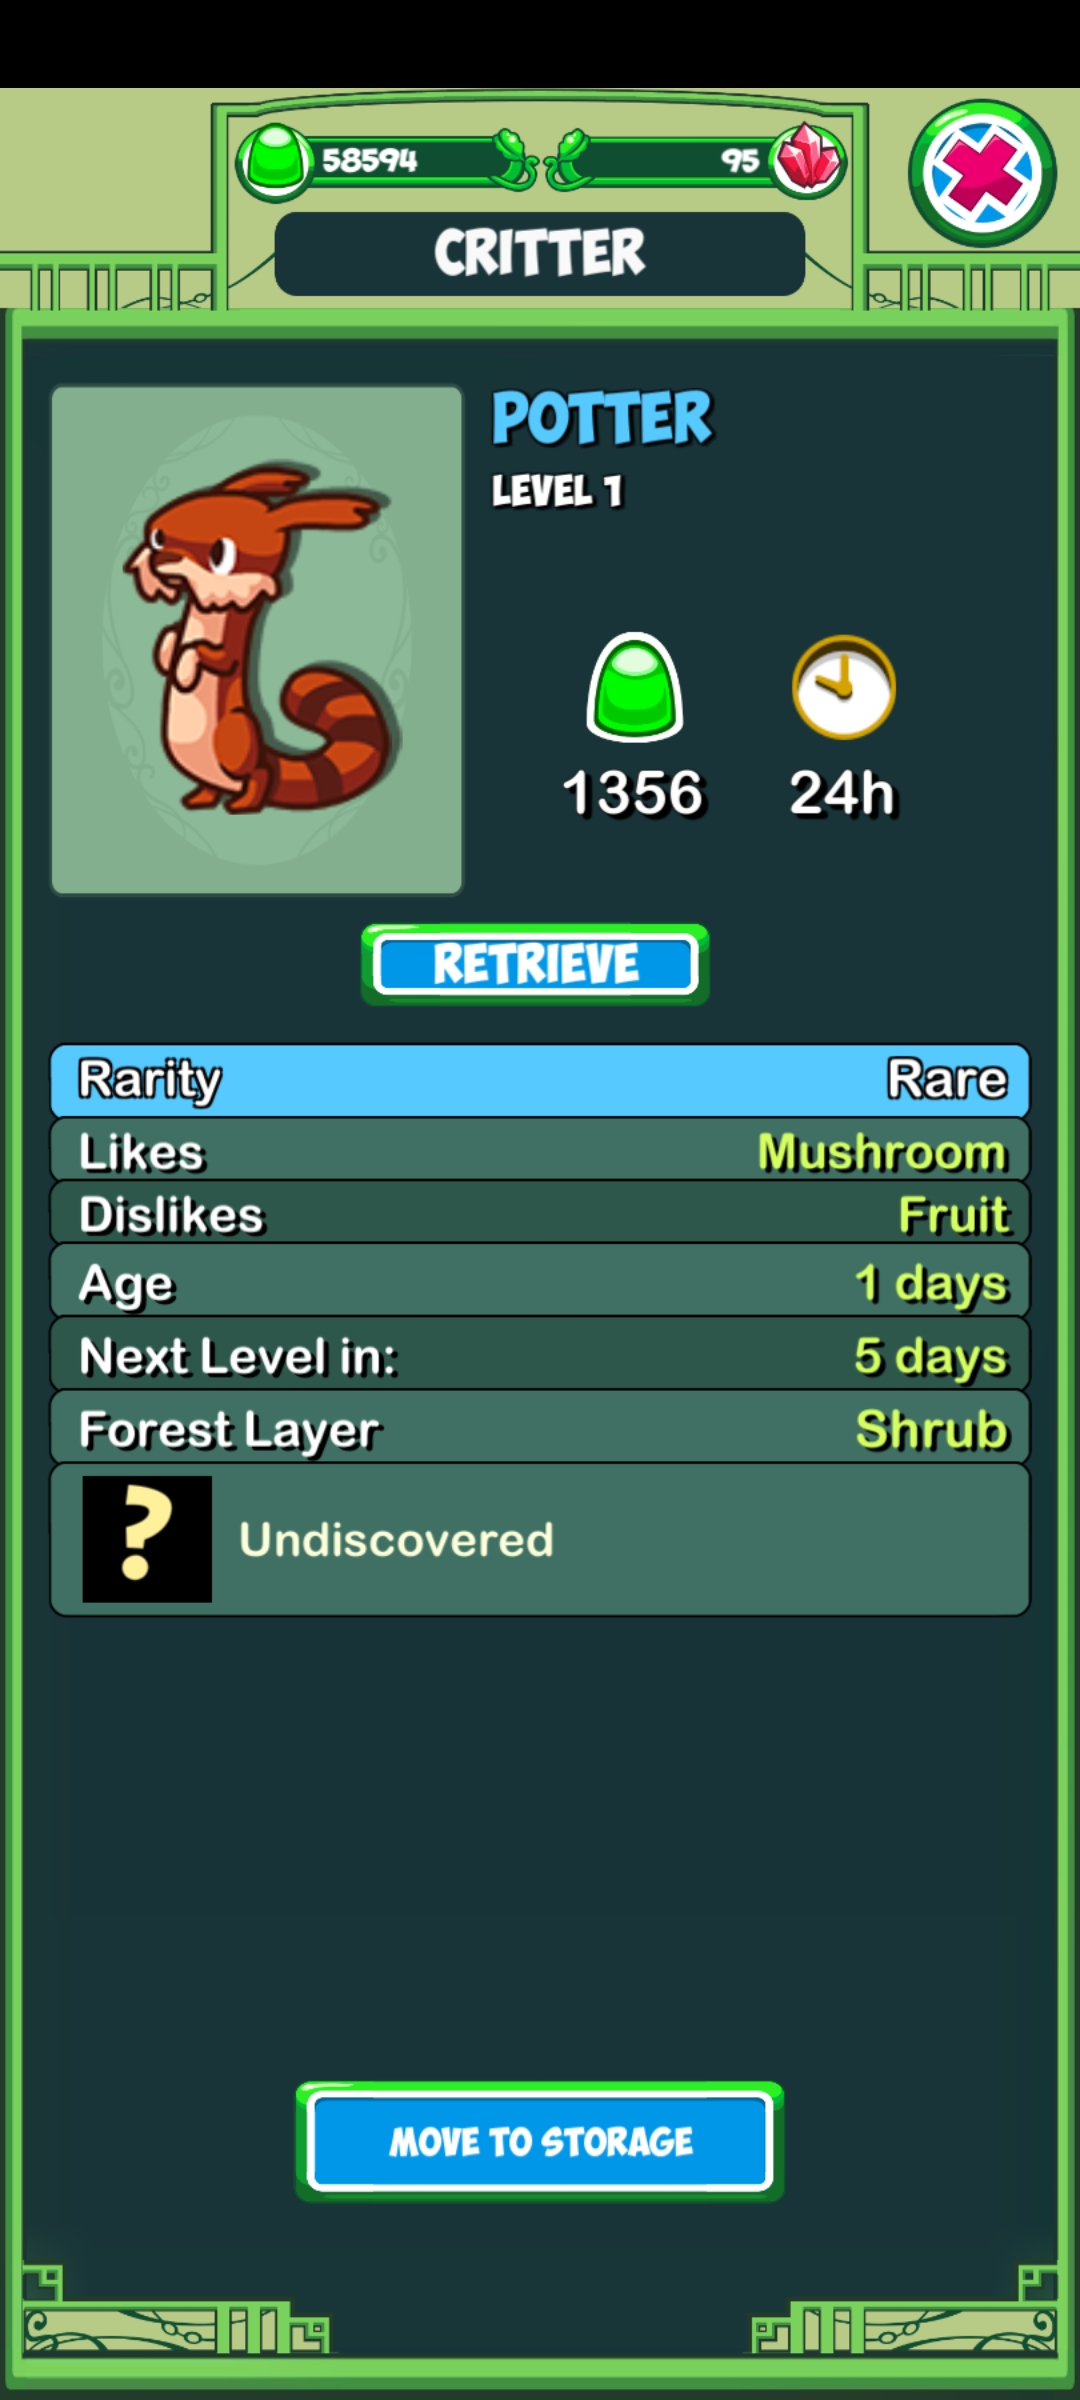 58594 95
CRITTER
POTTER
LEVEL 1
1356 24h
RETRIEVE
Rarity Rare
Likes Mushroom
Dislikes Fruit
Age 1 days
Next Level in: 5 days
Forest Layer Shrub
? Undiscovered
MOVE TO STORAGE